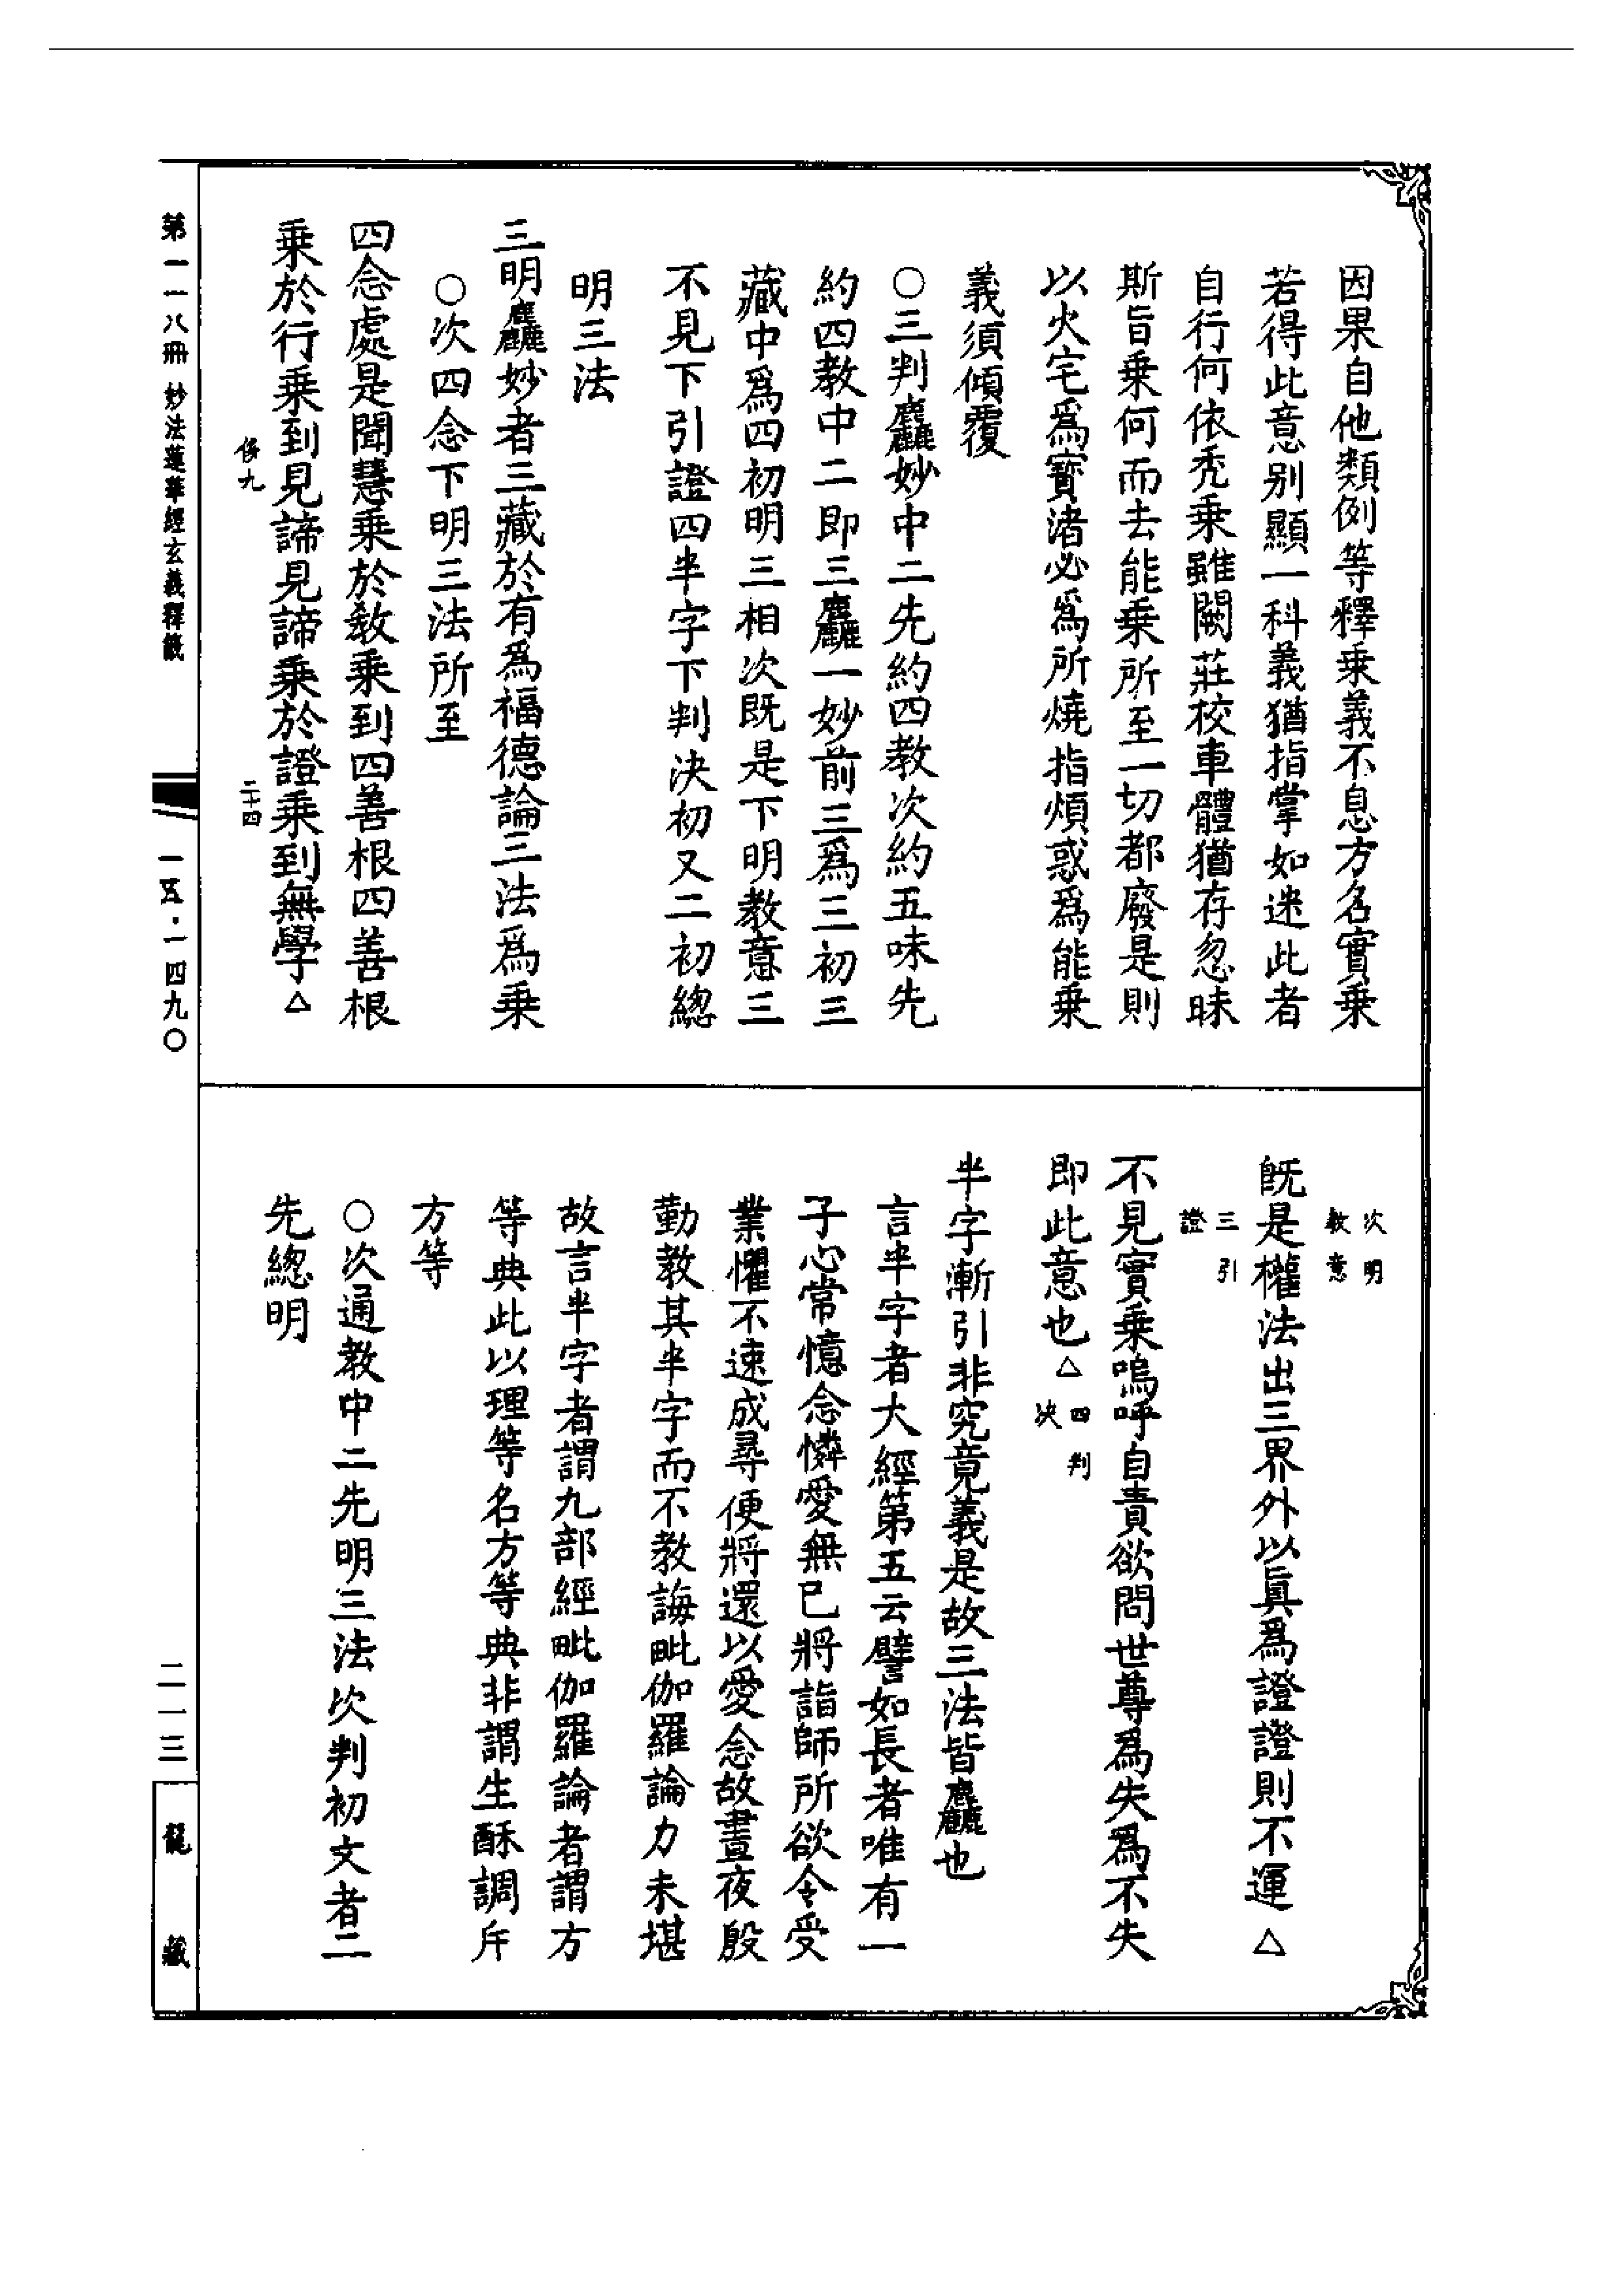 因果自他類例等釋乘義不息方名實乘
若得此意别顯一科義猶指掌如迷此者
自行何依秃乘雖闕莊校車體猶存忽昧
斯旨乘何而去能乘所至一切都廢是則
以火宅爲寳渚必爲所燒指煩惑爲能乘
義須傾覆
○三判麤妙中二先約四教次約五味先
約四教中二即三麤一妙前三爲三初三
藏中爲四初明三相次既是下明教意三
不見下引證四半字下判决初又二初總
明三法
三明麤妙者三藏於有爲福德論三法爲乘
○次四念下明三法所至
四念處是聞慧乘於教乘到四善根四善根
乘於行乘到見諦見諦乘於證乘到無學△
次明
教意
旣是權法出三界外以眞爲證證則不運△
三引
證
不見實乘嗚呼自責欲問世尊爲失爲不失
即此意也△
四判
决
半字漸引非究竟義是故三法皆麤也
言半字者大經第五云譬如長者唯有一
子心常憶念憐愛無已將詣師所欲令受
業懼不速成尋便將還以愛念故晝夜殷
勤教其半字而不教誨毗伽羅論力未堪
故言半字者謂九部經毗伽羅論者謂方
等典此以理等名方等典非謂生酥調斥
方等
○次通教中二先明三法次判初文者二
先總明
第一一八冊 妙法蓮華經玄義釋籤
一五·一四九〇
二一三
龍藏
九
二十四